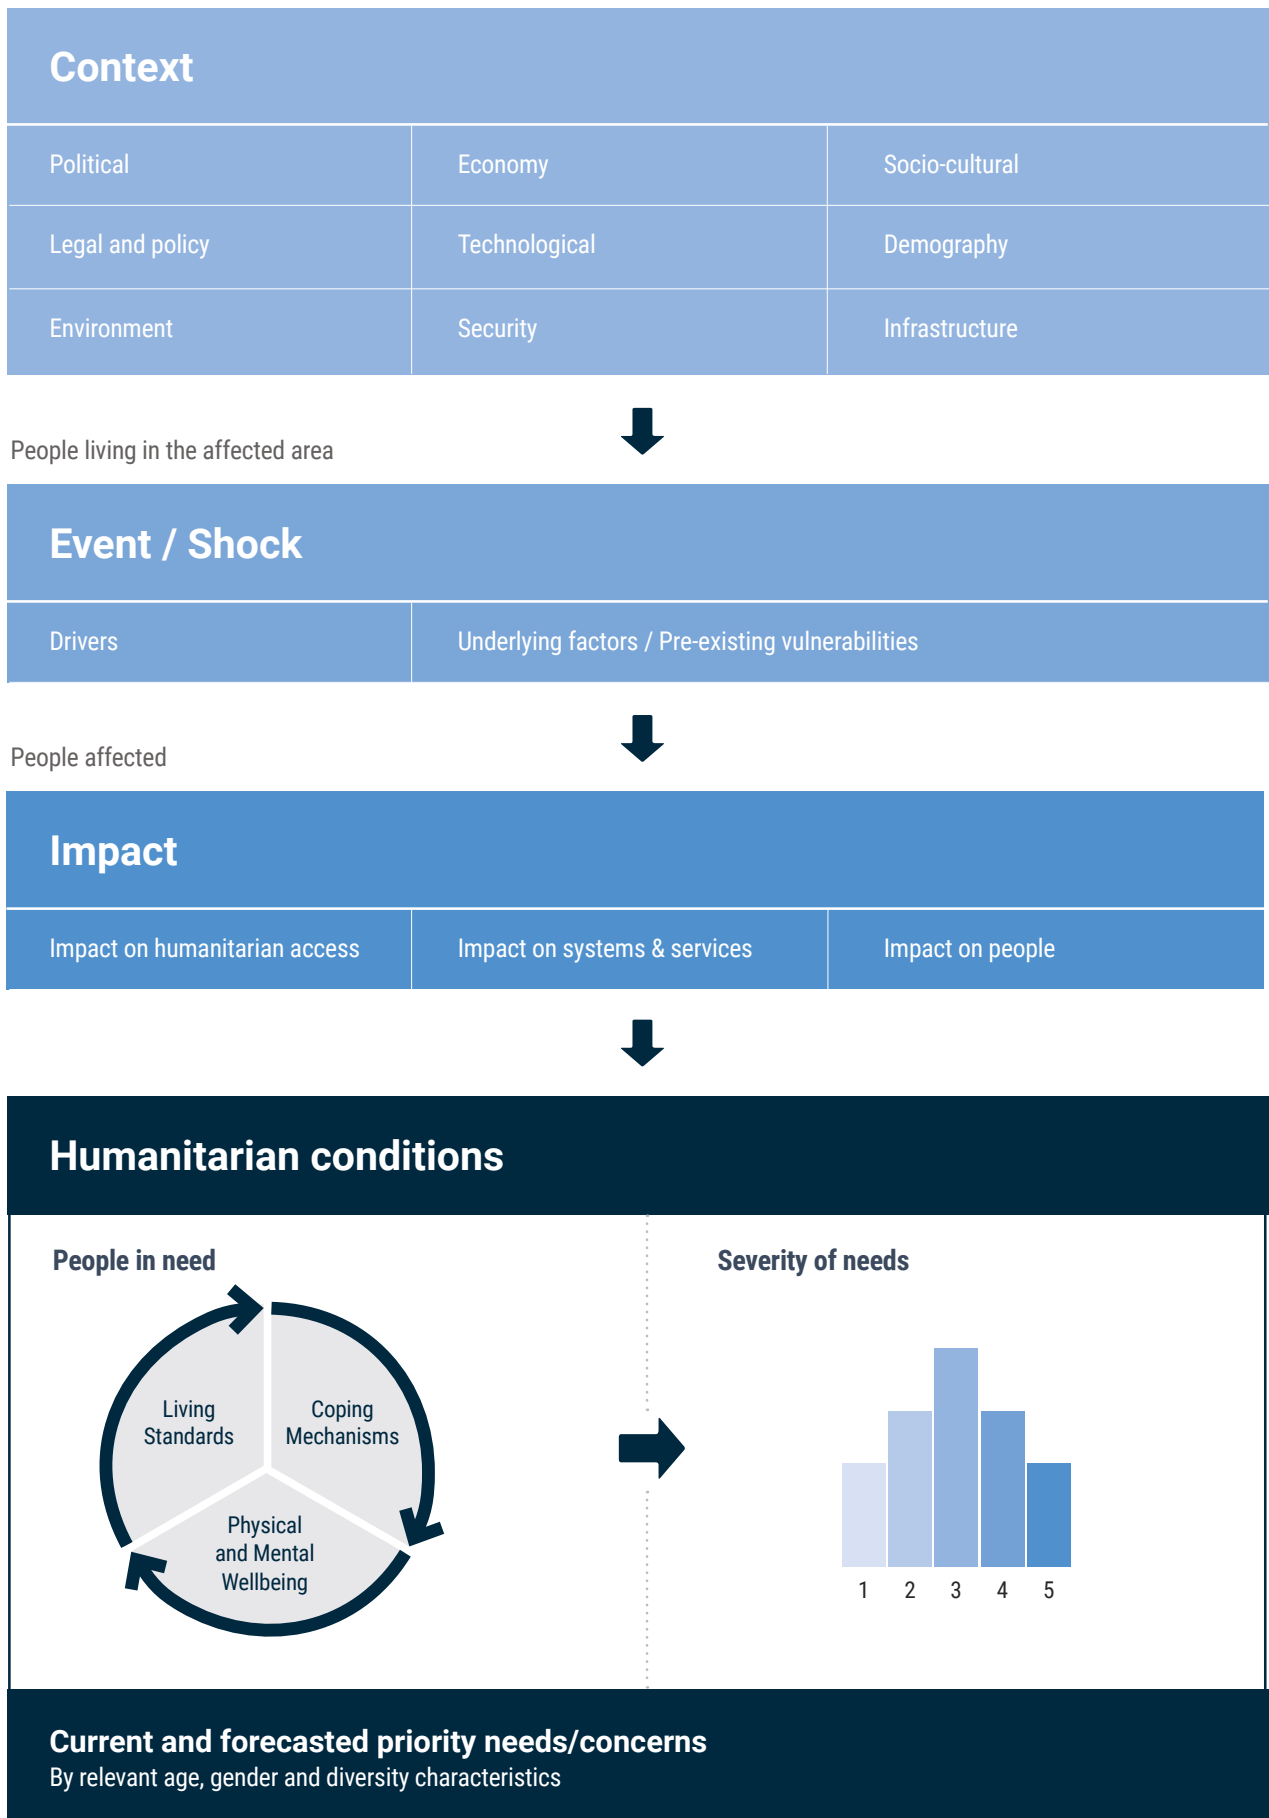 Context
Political
Economy
Socio-cultural
Legal and policy
Technological
Demography
Environment
Security
Infrastructure
People living in the affected area
Event / Shock
Drivers
Underlying factors / Pre-existing vulnerabilities
People affected
Impact
Impact on humanitarian access
Impact on systems & services
Impact on people
Humanitarian conditions
People in need
Living
Standards
Coping
Mechanisms
Physical
and Mental
Wellbeing
Severity of needs
1 2 3 4 5
Current and forecasted priority needs/concerns
By relevant age, gender and diversity characteristics